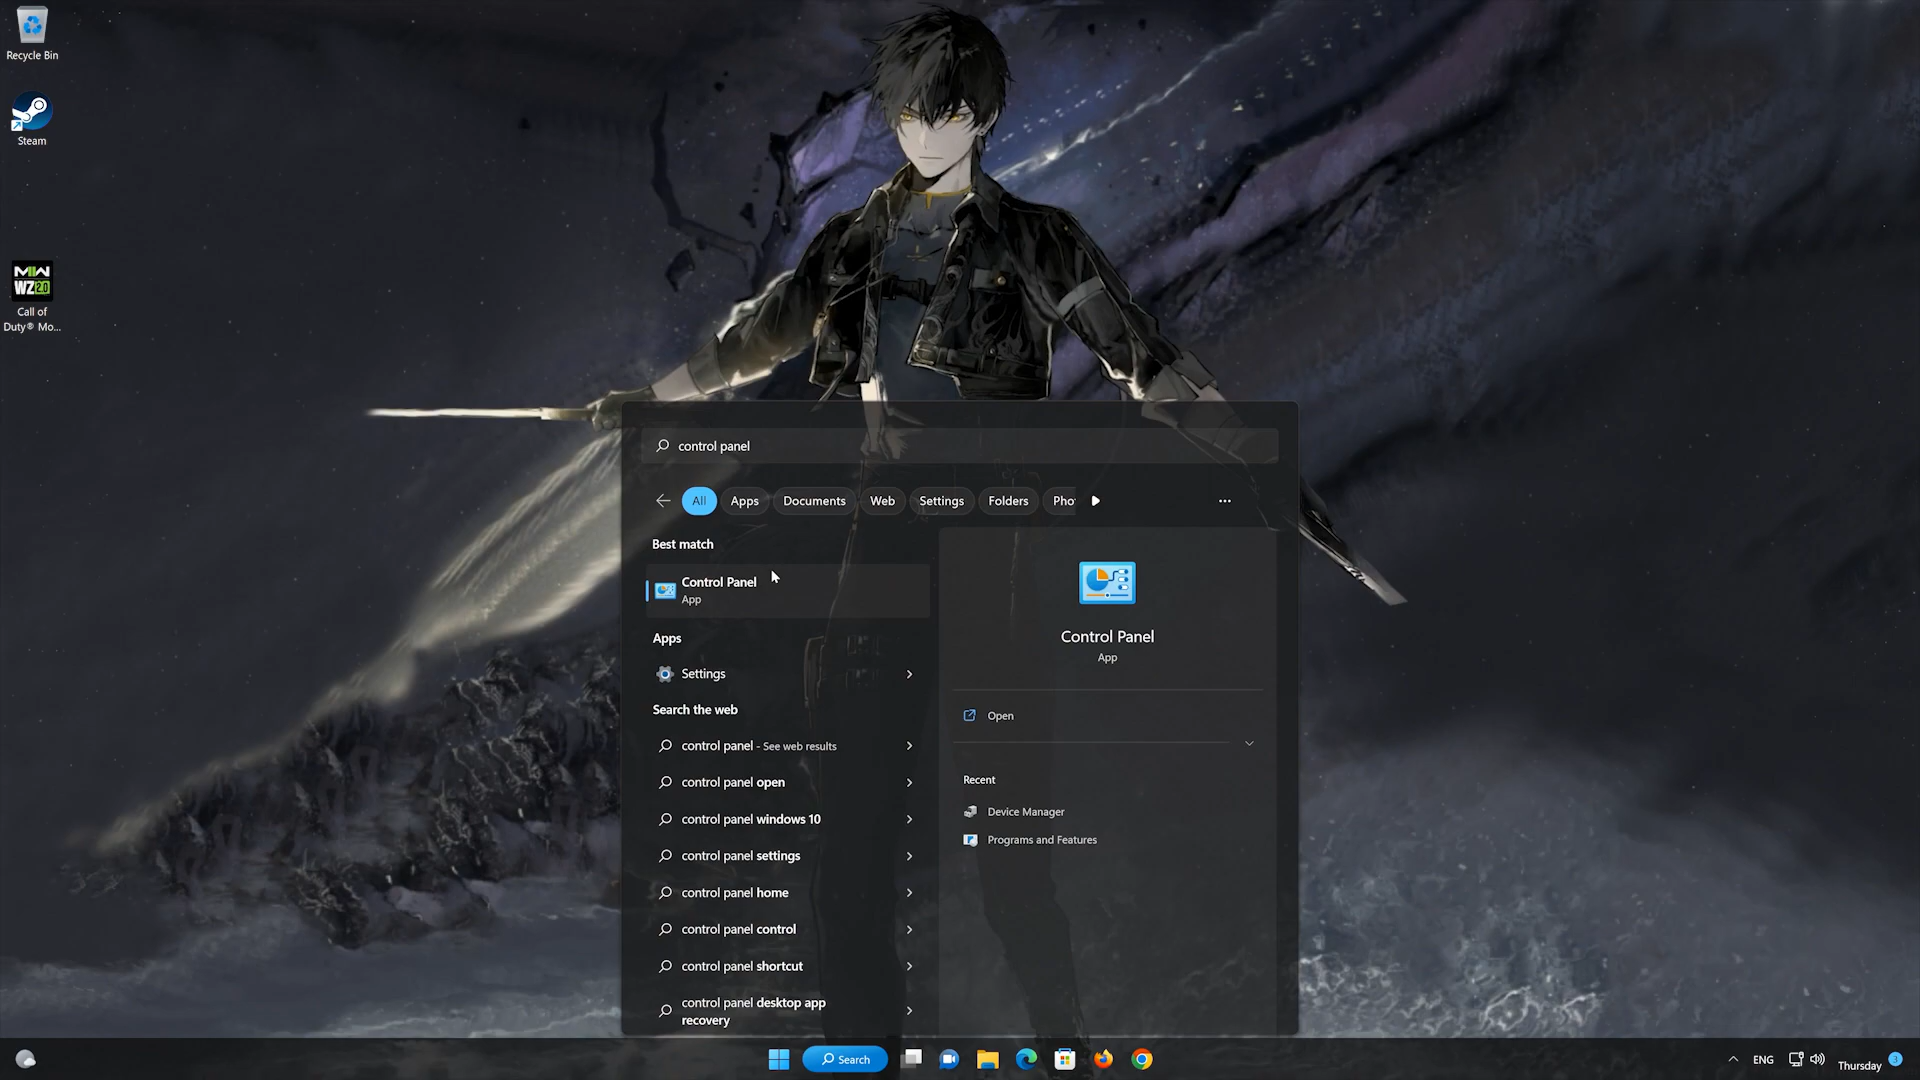 Recycle Bin
Steam
MW
WZ 2.0
Call of
Duty® Mo...
control panel
All
Apps
Documents
Web
Settings
Folders
Pho
Best match
Control Panel
App
Apps
Settings
Search the web
control panel - See web results
control panel open
control panel windows 10
control panel settings
control panel home
control panel control
control panel shortcut
control panel desktop app
recovery
Control Panel
App
Open
Recent
Device Manager
Programs and Features
Search
ENG
Thursday
3